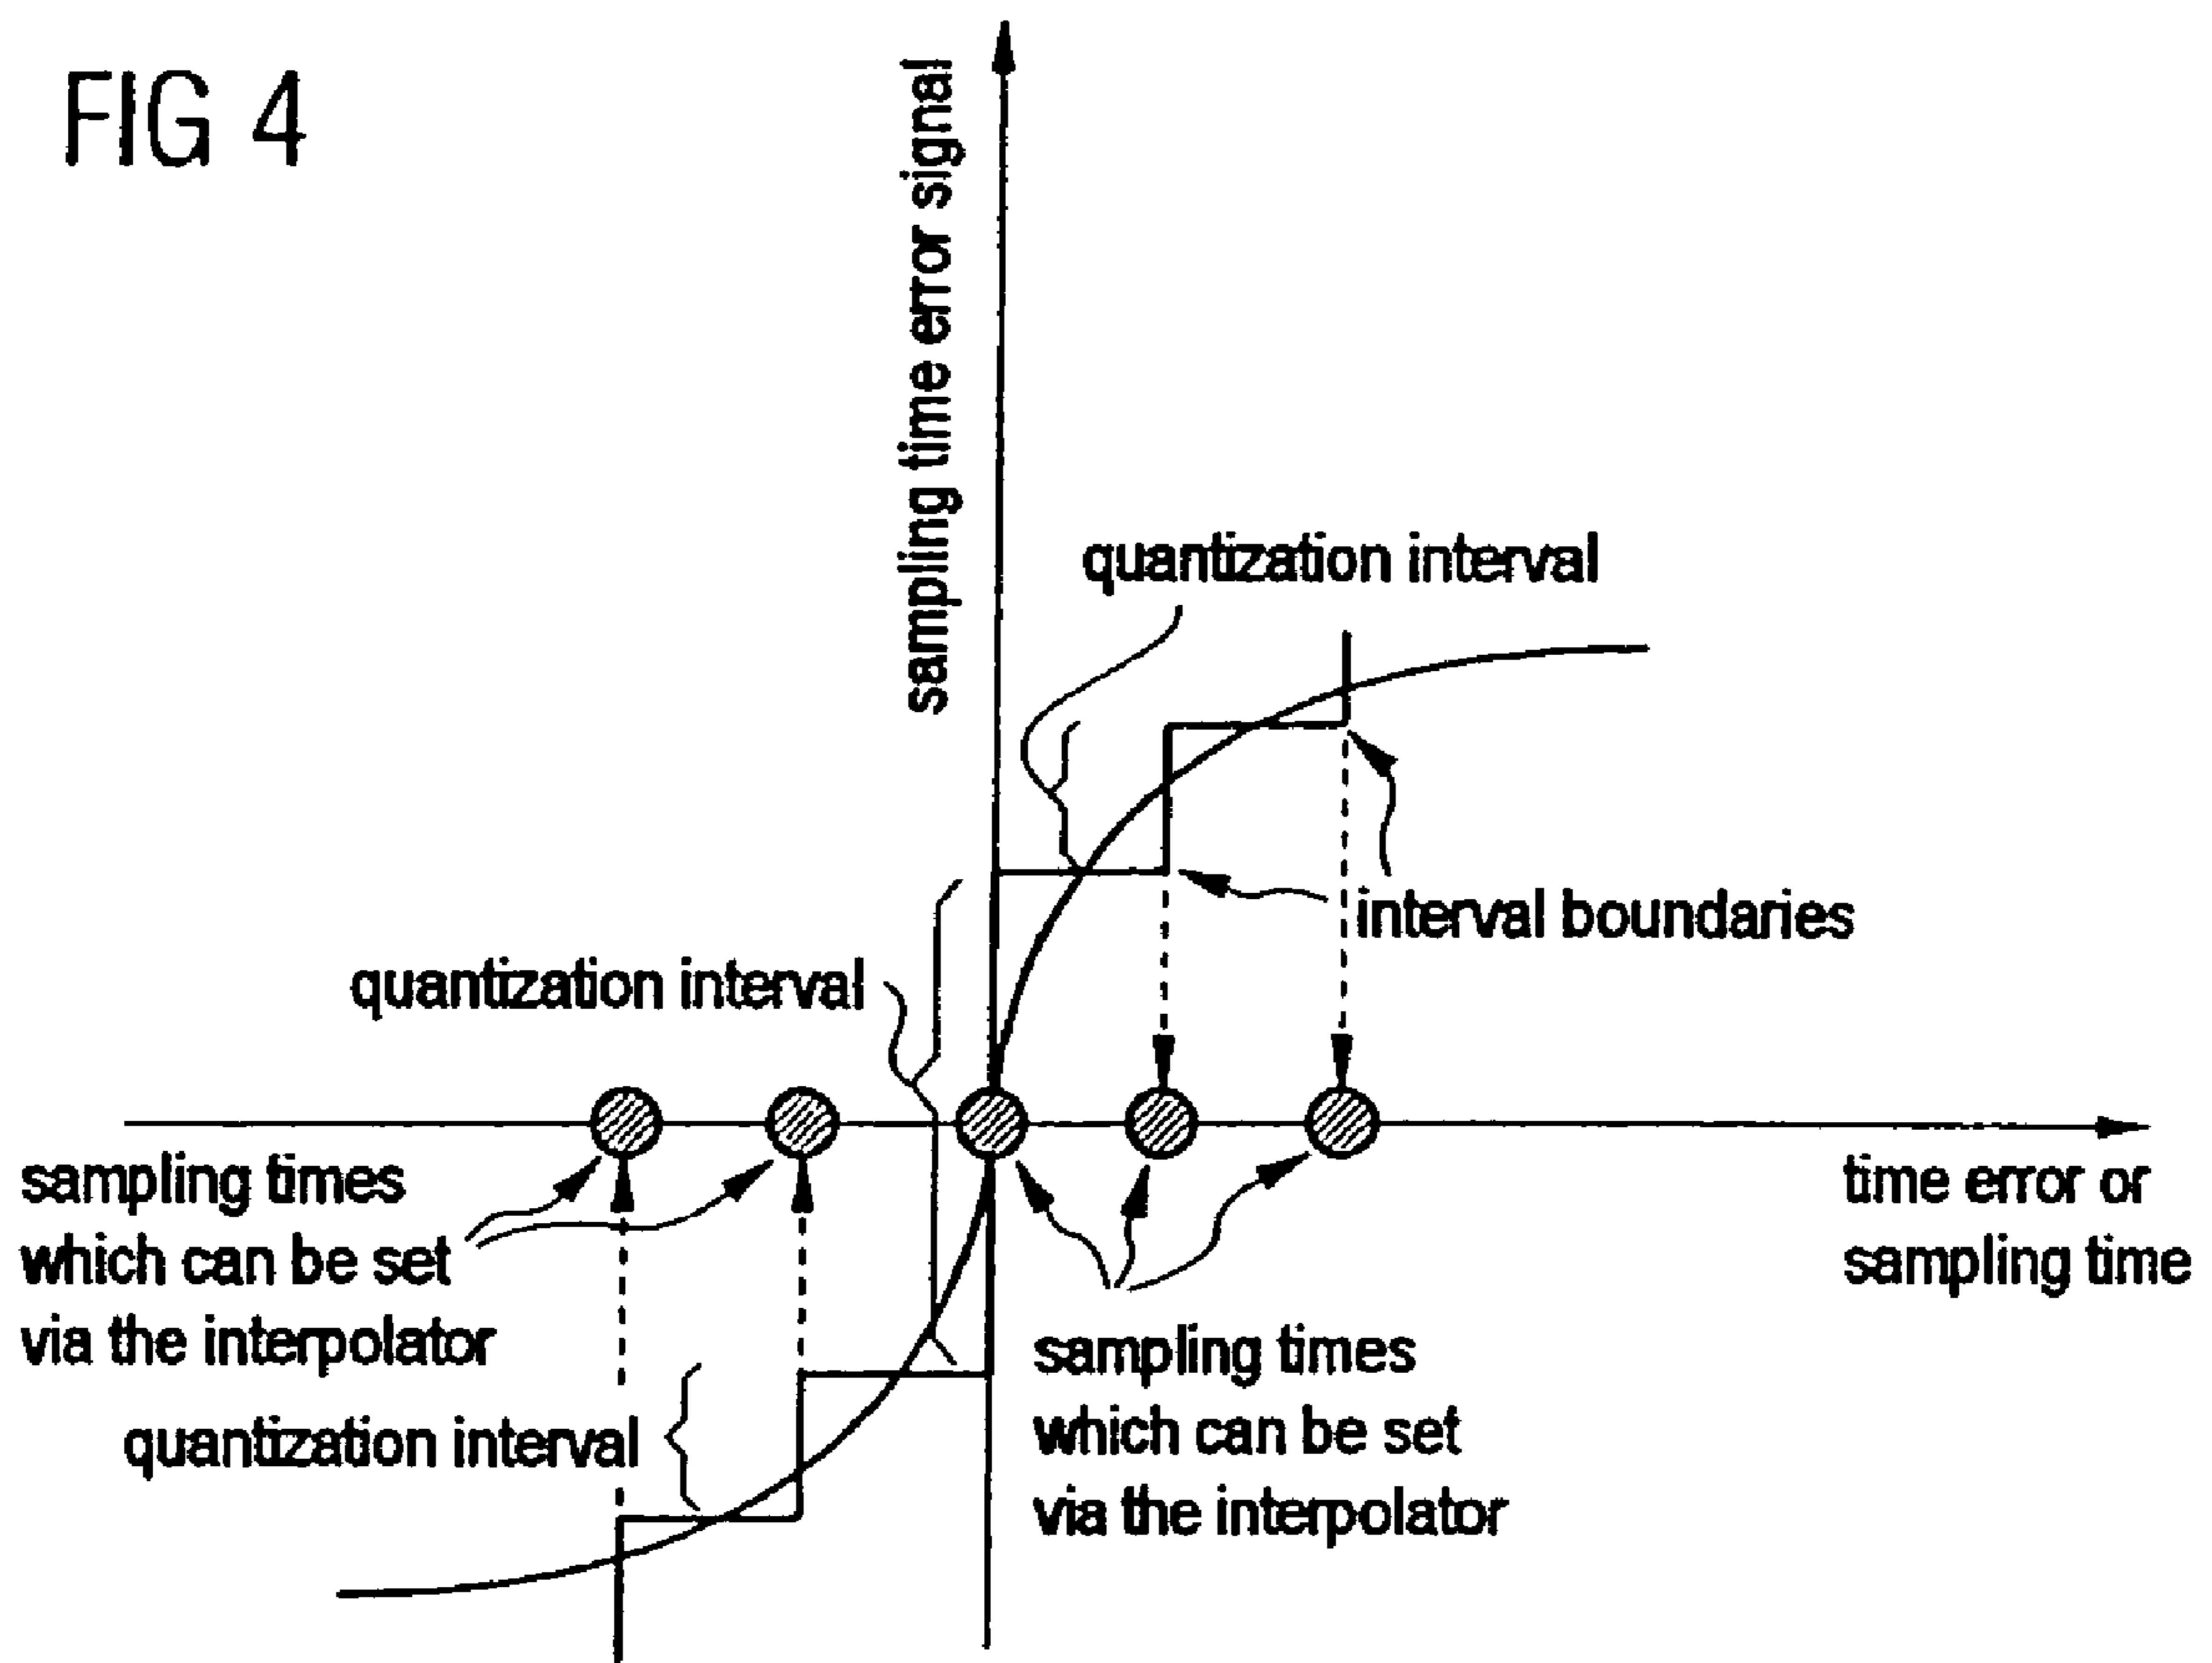 FIG 4
sampling time error signal
quantization interval
interval boundaries
quantization interval
sampling times
which can be set
via the interpolator
time error or
sampling time
quantization interval
sampling times
which can be set
via the interpolator